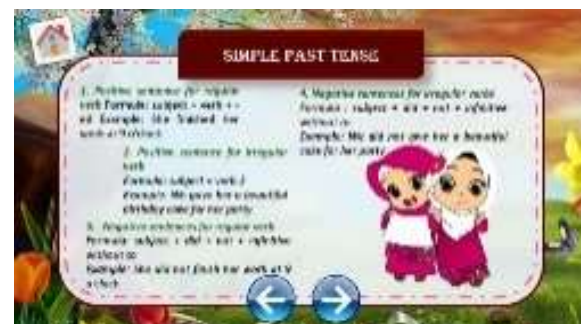 SIMPLE PAST TENSE
1. Positive sentence for regular
verb Formula: subject + verb + -
ed Example: She finished her
work at 9 o'clock
2. Positive sentence for irregular
verb
Formula: subject + verb 2
Example: We gave her a beautiful
birthday cake for her party
3. Negative sentences for regular verb
Formula: subject + did + not + infinitive
without to
Example: She did not finish her work at 9
o'clock
4. Negative sentences for irregular verbs
Formula : subject + did + not + infinitive
without to
Example: We did not give her a beautiful
cake for her party